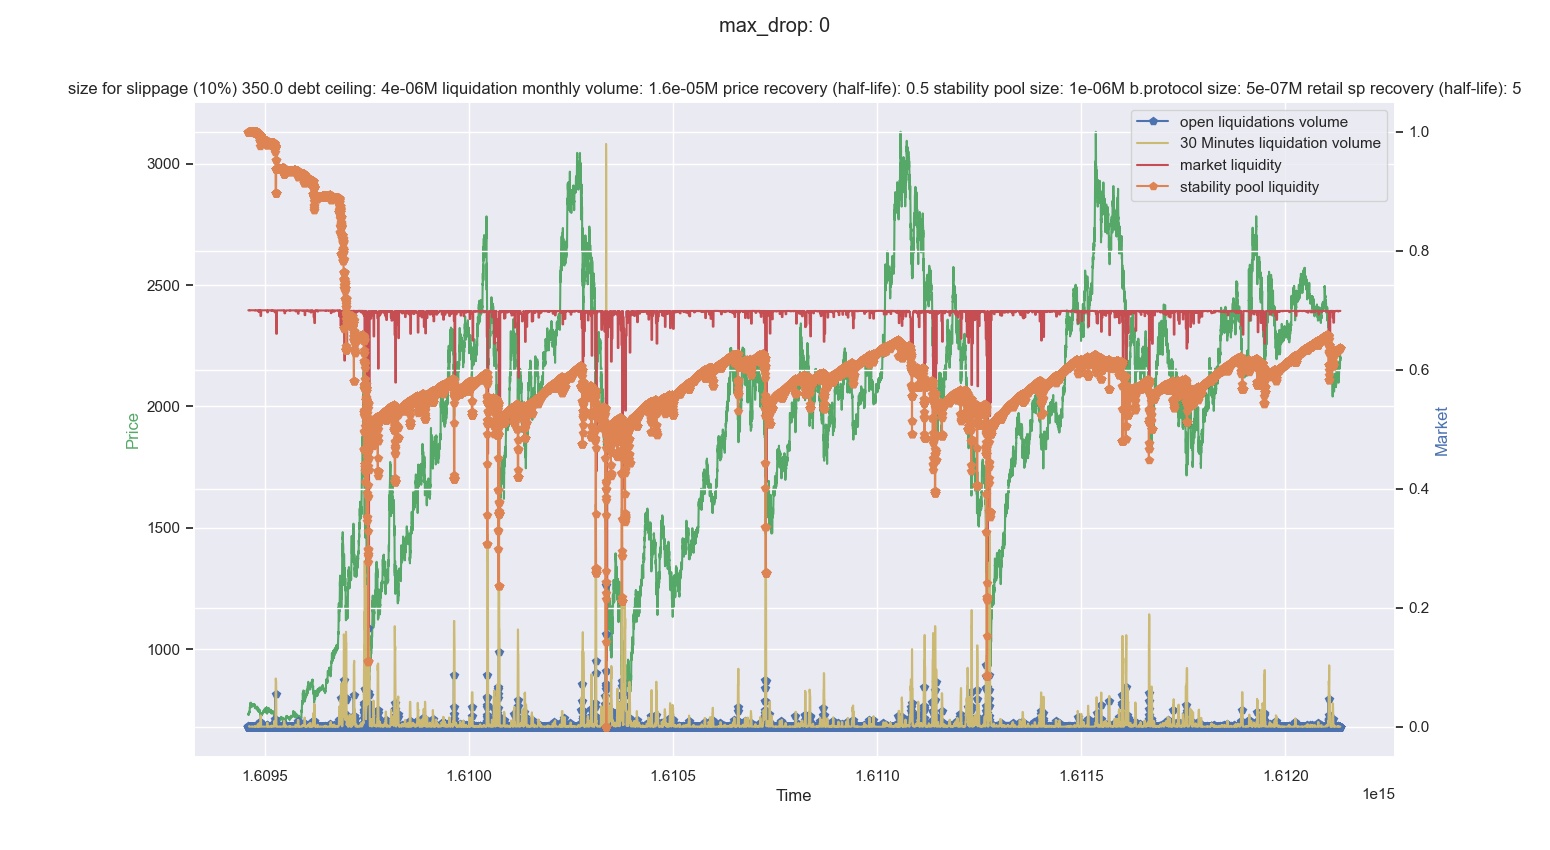 max_drop: 0
size for slippage (10%) 350.0 debt ceiling: 4e-06M liquidation monthly volume: 1.6e-05M price recovery (half-life): 0.5 stability pool size: 1e-06M b.protocol size: 5e-07M retail sp recovery (half-life): 5
open liquidations volume
30 Minutes liquidation volume
market liquidity
stability pool liquidity
3000
2500
2000
1500
1000
Price
1.0
0.8
0.6
0.4
0.2
0.0
Market
1.6095 1.6100 1.6105 1.6110 1.6115 1.6120
Time
1e15